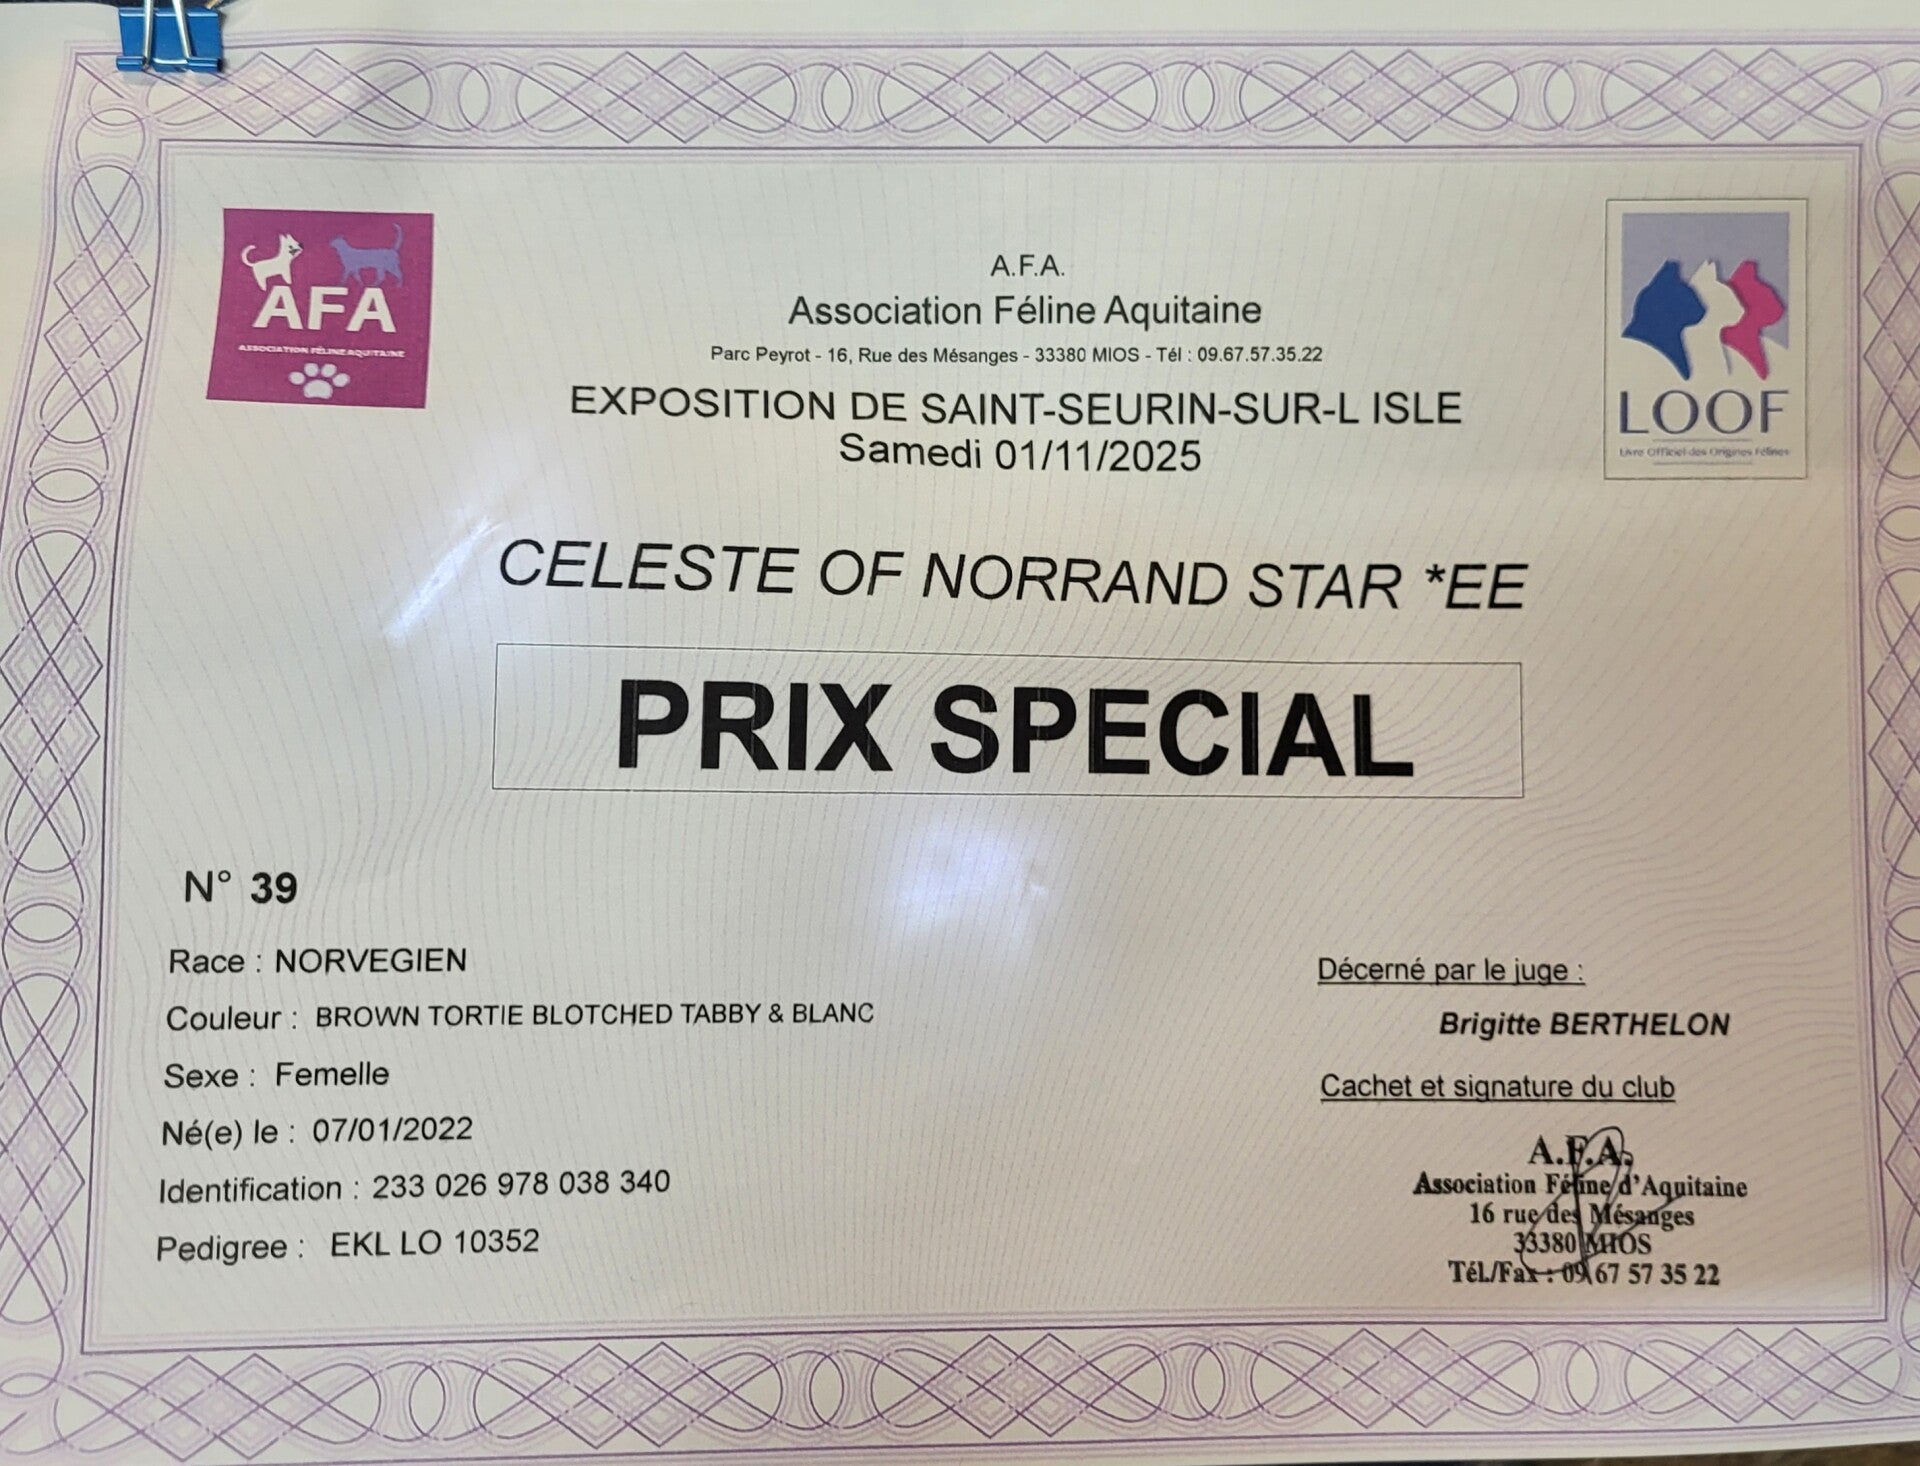 AFA
ASSOCIATION FÉLINE AQUITAINE
A.F.A.
Association Féline Aquitaine
Parc Peyrot - 16, Rue des Mésanges - 33380 MIOS - Tél : 09.67.57.35.22
EXPOSITION DE SAINT-SEURIN-SUR-L ISLE
Samedi 01/11/2025
LOOF
Livre Officiel des Origines Félines
CELESTE OF NORRAND STAR *EE
PRIX SPECIAL
N° 39
Race : NORVEGIEN
Couleur : BROWN TORTIE BLOTCHED TABBY & BLANC
Sexe : Femelle
Né(e) le : 07/01/2022
Identification : 233 026 978 038 340
Pedigree : EKL LO 10352
Décerné par le juge :
Brigitte BERTHELON
Cachet et signature du club
A.F.A.
Association Féline d'Aquitaine
16 rue des Mésanges
33380 MIOS
Tél./Fax : 09 67 57 35 22